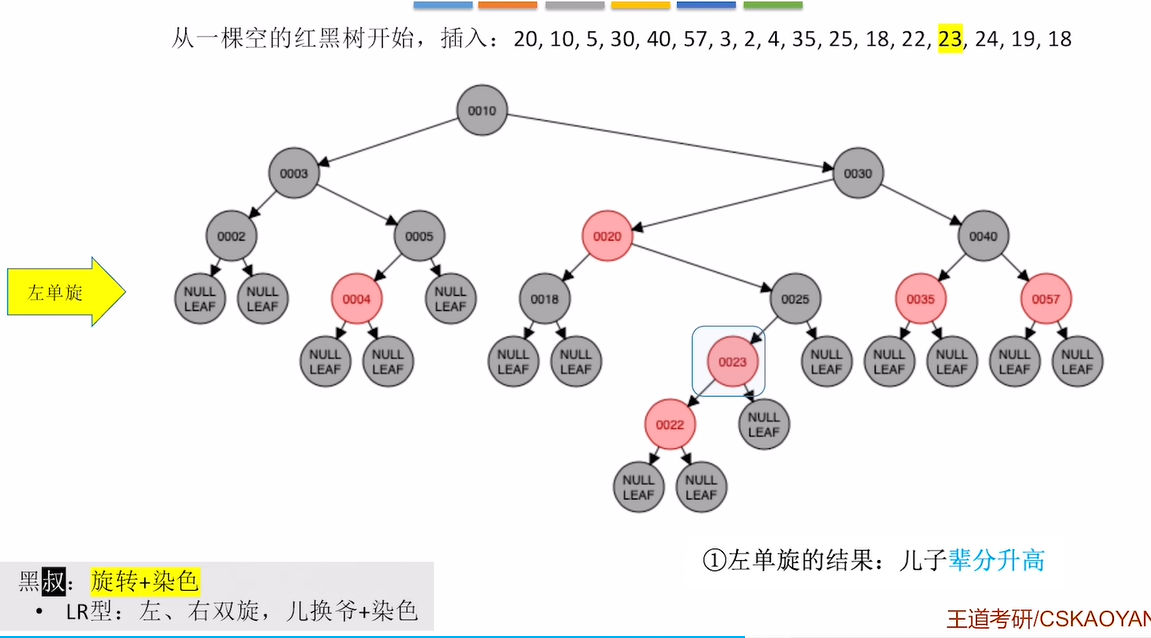 从一棵空的红黑树开始，插入：20, 10, 5, 30, 40, 57, 3, 2, 4, 35, 25, 18, 22, 23, 24, 19, 18
0010
0003
0030
0002
0005
0020
0040
左单旋
NULL
LEAF
NULL
LEAF
0004
NULL
LEAF
0018
0025
0035
0057
NULL
LEAF
NULL
LEAF
NULL
LEAF
NULL
LEAF
0023
NULL
LEAF
NULL
LEAF
NULL
LEAF
NULL
LEAF
NULL
LEAF
0022
NULL
LEAF
NULL
LEAF
NULL
LEAF
①左单旋的结果：儿子辈分升高
黑叔：旋转+染色
• LR型：左、右双旋，儿换爷+染色
王道考研/CSKAOYAN